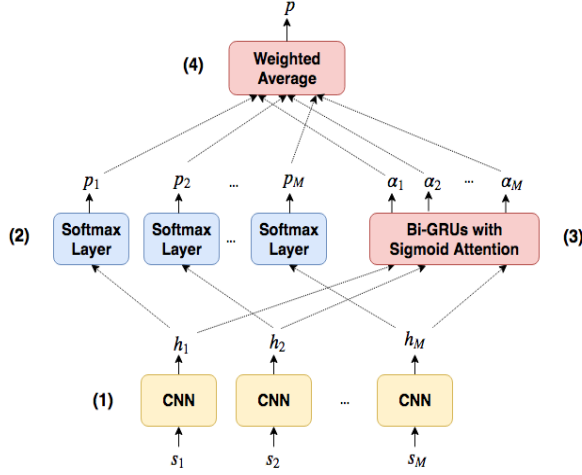 p
(4)
Weighted
Average
p1 p2 ... pM α1 α2 ... αM
(2)
Softmax
Layer
Softmax
Layer
...
Softmax
Layer
Bi-GRUs with
Sigmoid Attention
(3)
h1 h2 hM
(1)
CNN CNN ... CNN
s1 s2 sM